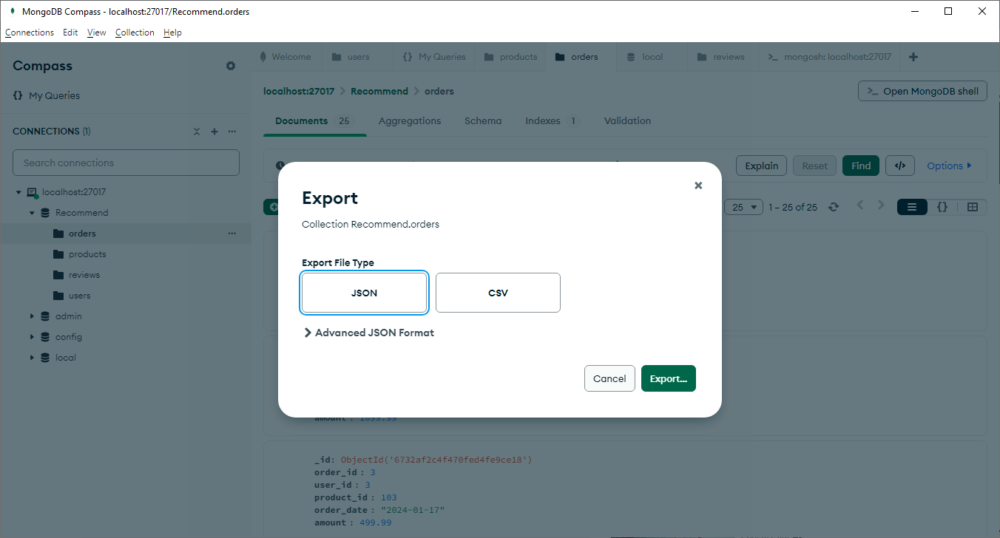 MongoDB Compass - localhost:27017/Recommend.orders
Connections Edit View Collection Help
Compass
{} My Queries
CONNECTIONS (1)
Search connections
localhost:27017
Recommend
orders
products
reviews
users
admin
config
local
Welcome users {} My Queries products orders local reviews >_ mongosh: localhost:27017
localhost:27017 > Recommend > orders
>_ Open MongoDB shell
Documents 25 Aggregations Schema Indexes 1 Validation
Explain Reset Find </> Options
25 1 – 25 of 25 {}
Export
Collection Recommend.orders
Export File Type
JSON CSV
Advanced JSON Format
Cancel Export...
amount : 1099.99
_id: ObjectId('6732af2c4f470fed4fe9ce18')
order_id : 3
user_id : 3
product_id : 103
order_date : "2024-01-17"
amount : 499.99